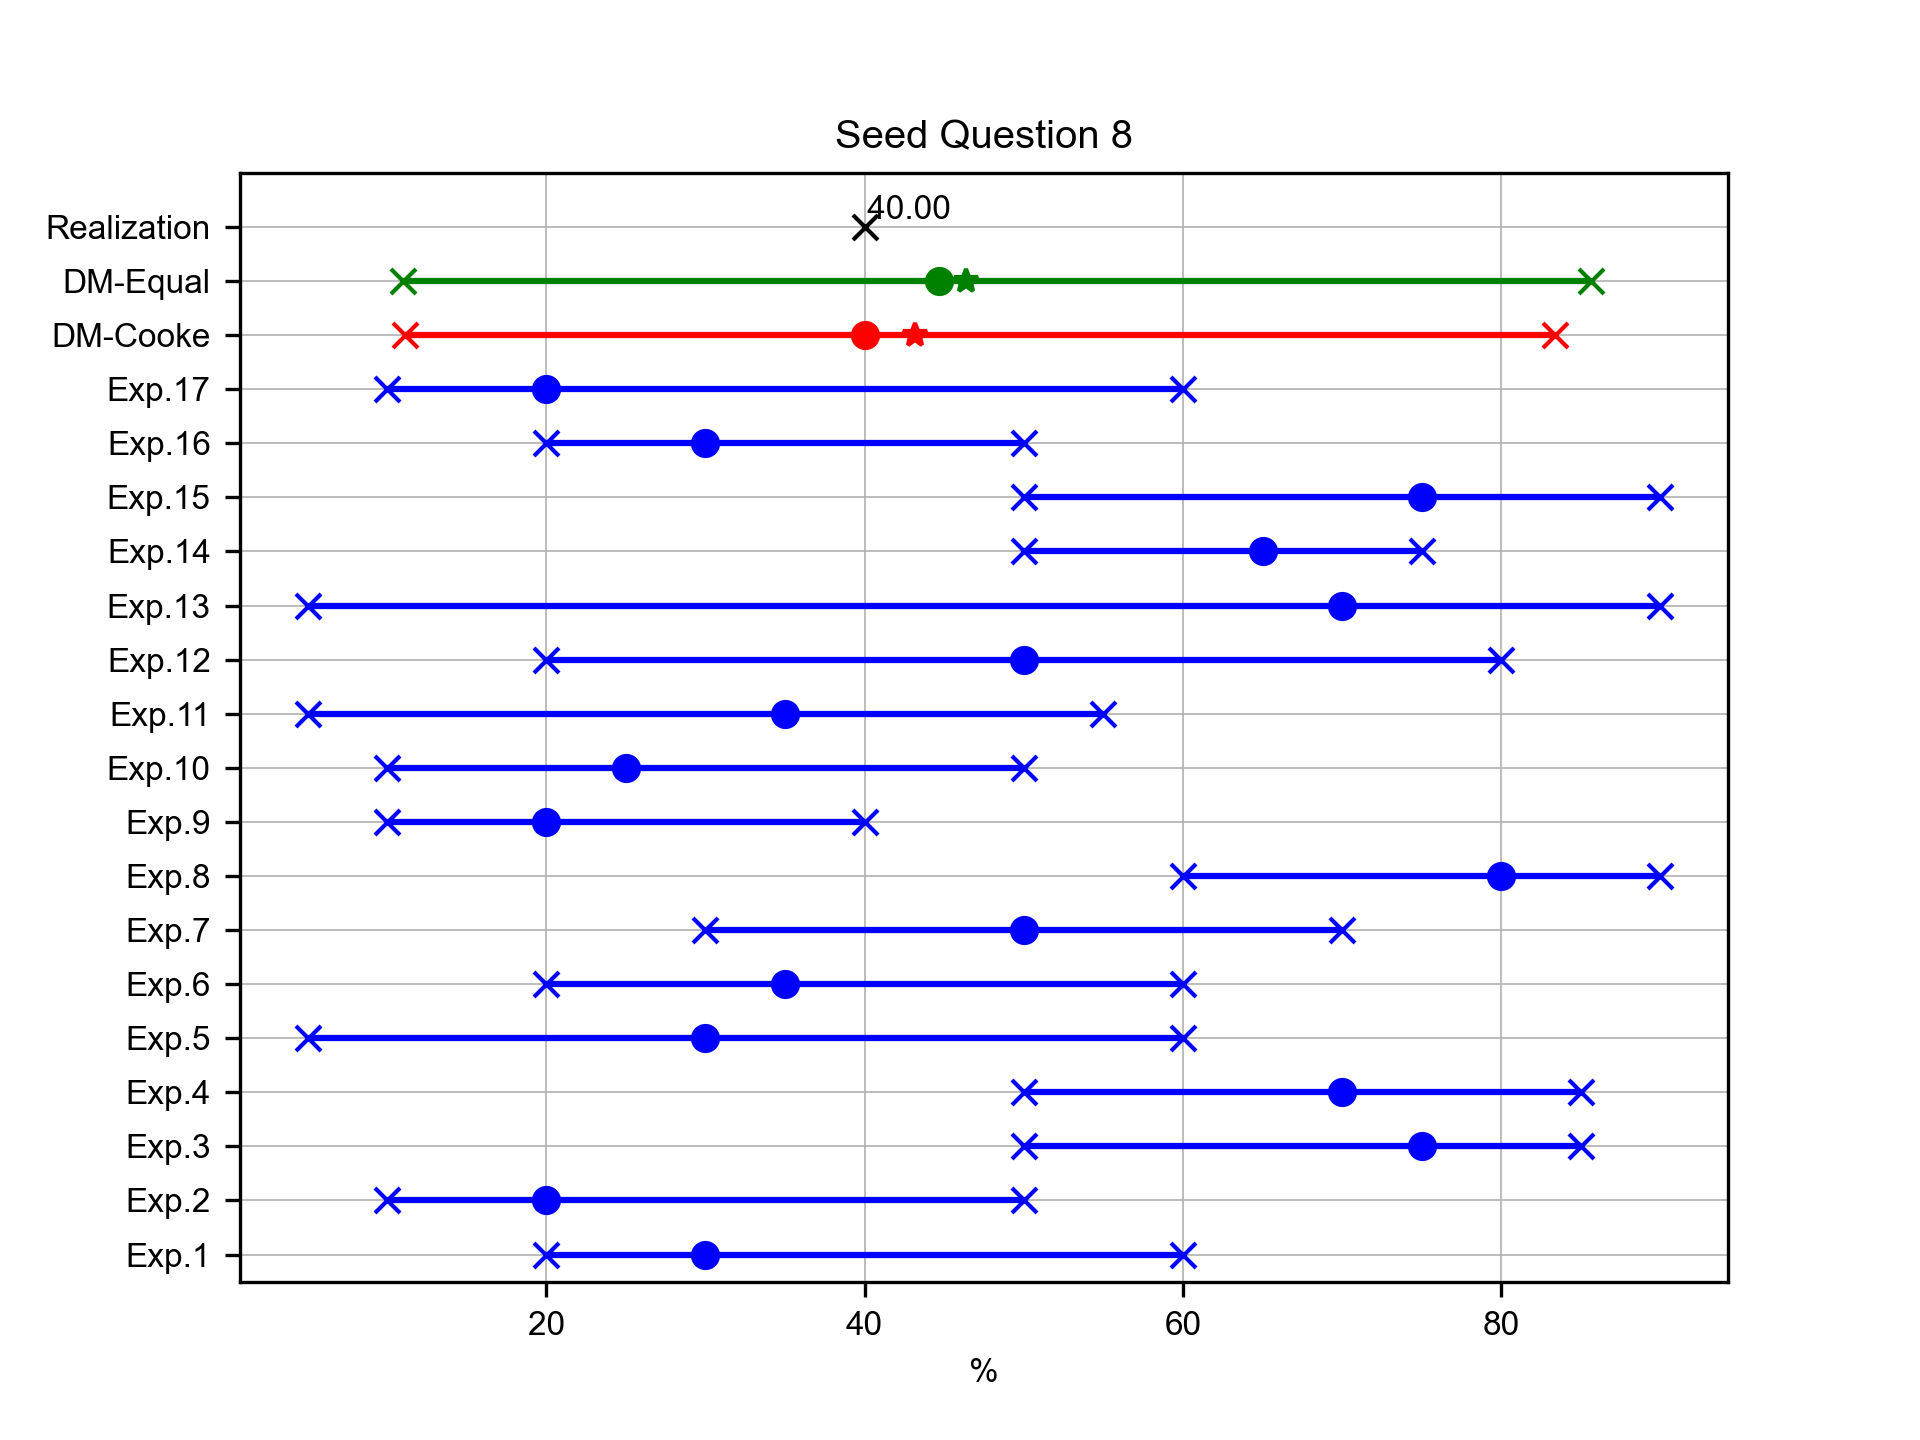 Seed Question 8
40.00
Realization
DM-Equal
DM-Cooke
Exp.17
Exp.16
Exp.15
Exp.14
Exp.13
Exp.12
Exp.11
Exp.10
Exp.9
Exp.8
Exp.7
Exp.6
Exp.5
Exp.4
Exp.3
Exp.2
Exp.1
20 40 60 80
%